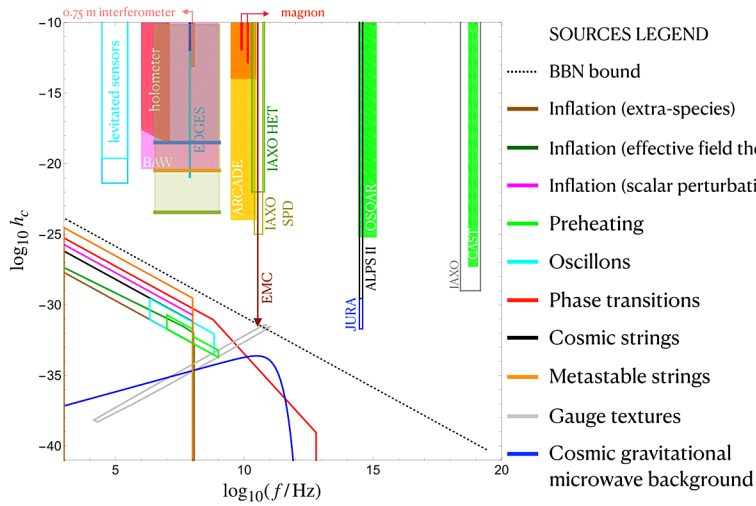 0.75 m interferometer
magnon
SOURCES LEGEND
BBN bound
Inflation (extra-species)
Inflation (effective field the
Inflation (scalar perturbati
Preheating
Oscillons
Phase transitions
Cosmic strings
Metastable strings
Gauge textures
Cosmic gravitational
microwave background
log₁₀ h_c
−10
−15
−20
−25
−30
−35
−40
levitated sensors
holometer
BAW
EDGES
ARCADE
IAXO HET
IAXO
SPD
EMC
OSQAR
ALPS II
JURA
IAXO
CAST
5
10
15
20
log₁₀(f/Hz)